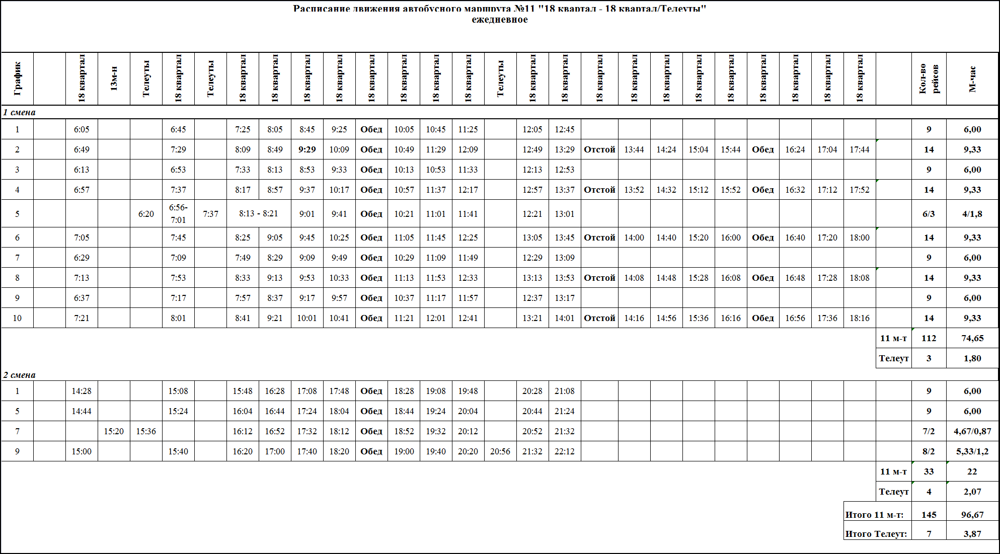 Расписание движения автобусного маршрута №11 "18 квартал - 18 квартал/Телеуты"
ежедневное
График 18 квартал 13м-н Телеуты 18 квартал Телеуты 18 квартал 18 квартал 18 квартал 18 квартал 18 квартал 18 квартал 18 квартал 18 квартал Телеуты 18 квартал 18 квартал 18 квартал 18 квартал 18 квартал 18 квартал 18 квартал 18 квартал 18 квартал 18 квартал 18 квартал Кол-во рейсов М-час
1 смена
1 6:05 6:45 7:25 8:05 8:45 9:25 Обед 10:05 10:45 11:25 12:05 12:45 9 6,00
2 6:49 7:29 8:09 8:49 9:29 10:09 Обед 10:49 11:29 12:09 12:49 13:29 Отстой 13:44 14:24 15:04 15:44 Обед 16:24 17:04 17:44 14 9,33
3 6:13 6:53 7:33 8:13 8:53 9:33 Обед 10:13 10:53 11:33 12:13 12:53 9 6,00
4 6:57 7:37 8:17 8:57 9:37 10:17 Обед 10:57 11:37 12:17 12:57 13:37 Отстой 13:52 14:32 15:12 15:52 Обед 16:32 17:12 17:52 14 9,33
5 6:20 6:56-7:01 7:37 8:13 - 8:21 9:01 9:41 Обед 10:21 11:01 11:41 12:21 13:01 6/3 4/1,8
6 7:05 7:45 8:25 9:05 9:45 10:25 Обед 11:05 11:45 12:25 13:05 13:45 Отстой 14:00 14:40 15:20 16:00 Обед 16:40 17:20 18:00 14 9,33
7 6:29 7:09 7:49 8:29 9:09 9:49 Обед 10:29 11:09 11:49 12:29 13:09 9 6,00
8 7:13 7:53 8:33 9:13 9:53 10:33 Обед 11:13 11:53 12:33 13:13 13:53 Отстой 14:08 14:48 15:28 16:08 Обед 16:48 17:28 18:08 14 9,33
9 6:37 7:17 7:57 8:37 9:17 9:57 Обед 10:37 11:17 11:57 12:37 13:17 9 6,00
10 7:21 8:01 8:41 9:21 10:01 10:41 Обед 11:21 12:01 12:41 13:21 14:01 Отстой 14:16 14:56 15:36 16:16 Обед 16:56 17:36 18:16 14 9,33
11 м-т 112 74,65
Телеут 3 1,80
2 смена
1 14:28 15:08 15:48 16:28 17:08 17:48 Обед 18:28 19:08 19:48 20:28 21:08 9 6,00
5 14:44 15:24 16:04 16:44 17:24 18:04 Обед 18:44 19:24 20:04 20:44 21:24 9 6,00
7 15:20 15:36 16:12 16:52 17:32 18:12 Обед 18:52 19:32 20:12 20:52 21:32 7/2 4,67/0,87
9 15:00 15:40 16:20 17:00 17:40 18:20 Обед 19:00 19:40 20:20 20:56 21:32 22:12 8/2 5,33/1,2
11 м-т 33 22
Телеут 4 2,07
Итого 11 м-т: 145 96,67
Итого Телеут: 7 3,87